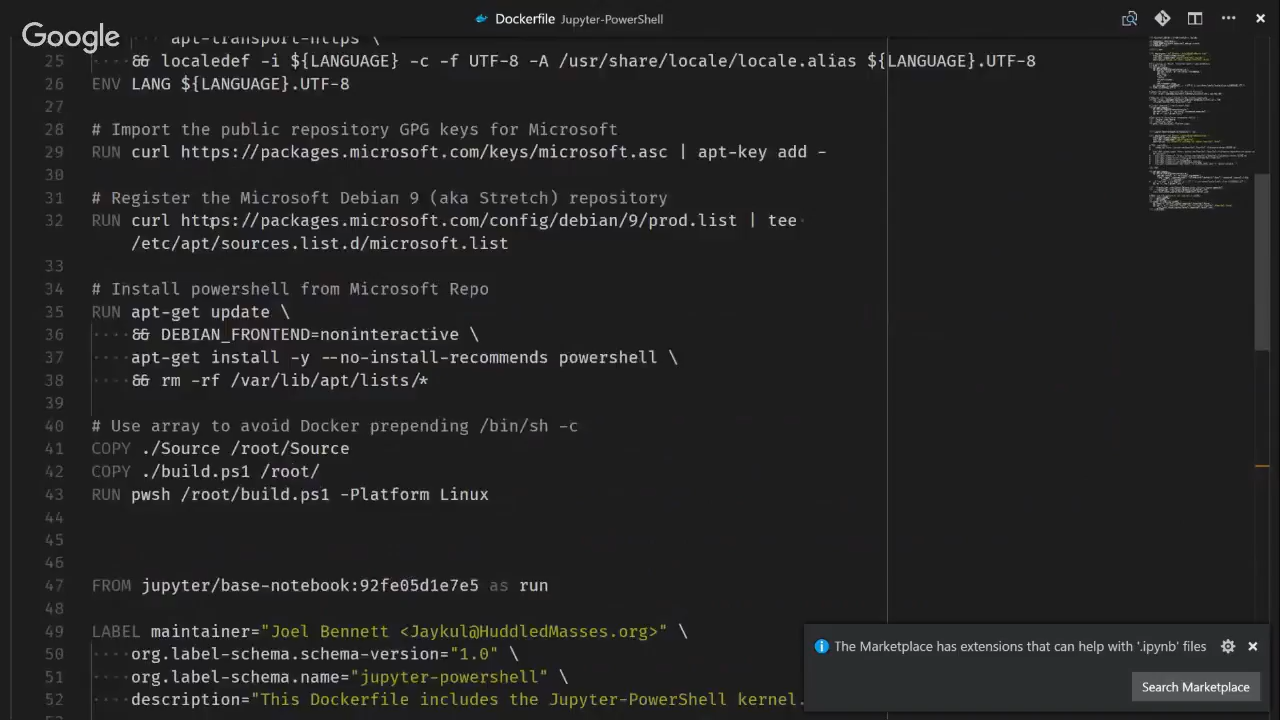 Dockerfile Jupyter-PowerShell
Google
apt-transport-https \
25 && localedef -i ${LANGUAGE} -c -f UTF-8 -A /usr/share/locale/locale.alias ${LANGUAGE}.UTF-8
26 ENV LANG ${LANGUAGE}.UTF-8
27
28 # Import the public repository GPG keys for Microsoft
29 RUN curl https://packages.microsoft.com/keys/microsoft.asc | apt-key add -
30
31 # Register the Microsoft Debian 9 (aka Stretch) repository
32 RUN curl https://packages.microsoft.com/config/debian/9/prod.list | tee
/etc/apt/sources.list.d/microsoft.list
33
34 # Install powershell from Microsoft Repo
35 RUN apt-get update \
36 && DEBIAN_FRONTEND=noninteractive \
37 apt-get install -y --no-install-recommends powershell \
38 && rm -rf /var/lib/apt/lists/*
39
40 # Use array to avoid Docker prepending /bin/sh -c
41 COPY ./Source /root/Source
42 COPY ./build.ps1 /root/
43 RUN pwsh /root/build.ps1 -Platform Linux
44
45
46
47 FROM jupyter/base-notebook:92fe05d1e7e5 as run
48
49 LABEL maintainer="Joel Bennett <Jaykul@HuddledMasses.org>" \
50 org.label-schema.schema-version="1.0" \
51 org.label-schema.name="jupyter-powershell" \
52 description="This Dockerfile includes the Jupyter-PowerShell kernel.
The Marketplace has extensions that can help with '.ipynb' files
Search Marketplace